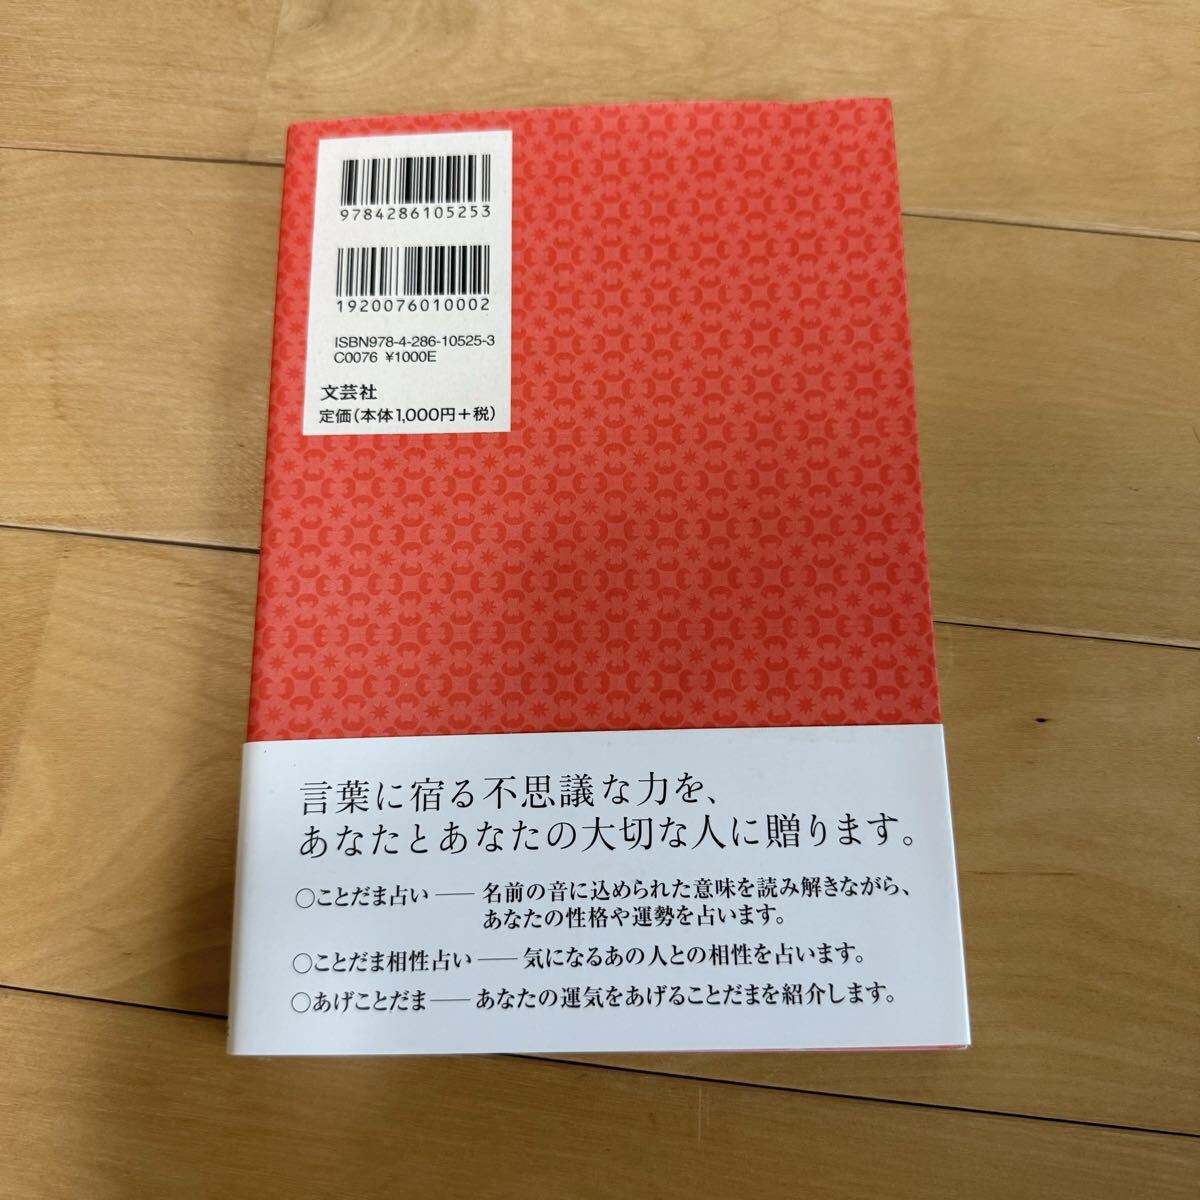 9784286105253
1920076010002
ISBN978-4-286-10525-3
C0076 ¥1000E
文芸社
定価(本体1,000円+税)
言葉に宿る不思議な力を、
あなたとあなたの大切な人に贈ります。
○ことだま占い――名前の音に込められた意味を読み解きながら、
あなたの性格や運勢を占います。
○ことだま相性占い――気になるあの人との相性を占います。
○あげことだま――あなたの運気をあげることだまを紹介します。